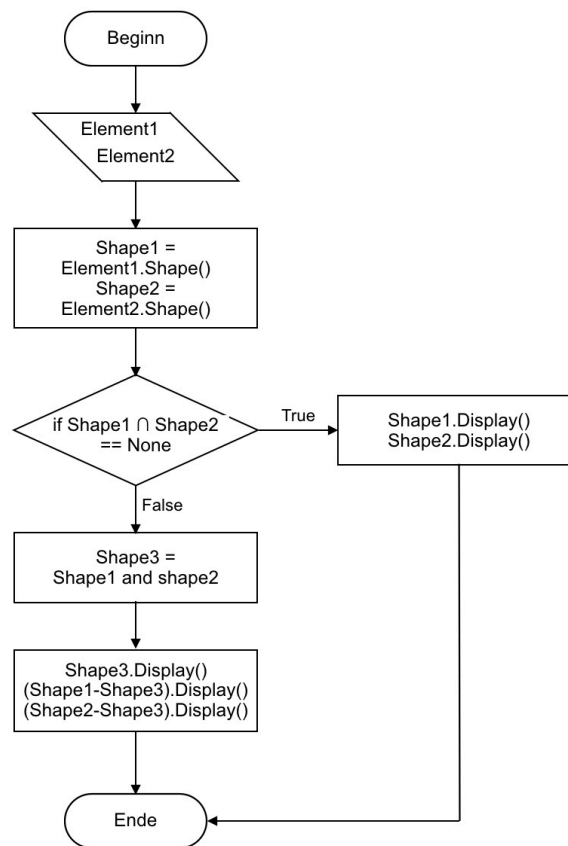 Beginn
Element1
Element2
Shape1 =
Element1.Shape()
Shape2 =
Element2.Shape()
if Shape1 ∩ Shape2
== None
True
Shape1.Display()
Shape2.Display()
False
Shape3 =
Shape1 and shape2
Shape3.Display()
(Shape1-Shape3).Display()
(Shape2-Shape3).Display()
Ende